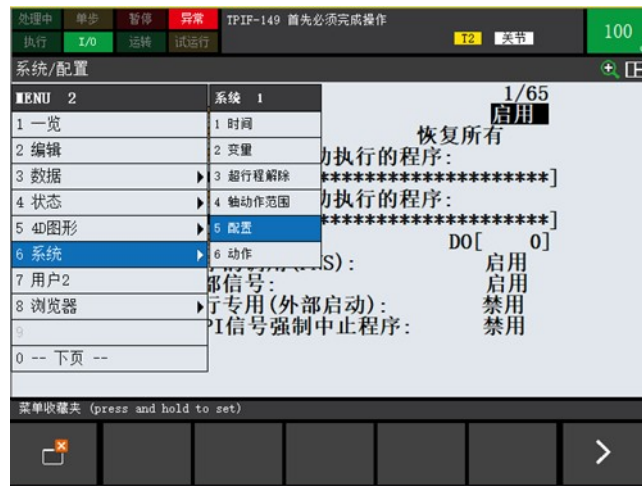 处理中 单步 暂停 异常 TPIF-149 首先必须完成操作
执行 I/O 运转 试运行 T2 关节 100
系统/配置
MENU 2
1 一览
2 编辑
3 数据
4 状态
5 4D图形
6 系统
7 用户2
8 浏览器
9
0 -- 下页 --
系统 1
1 时间
2 变量
3 超行程解除
4 轴动作范围
5 配置
6 动作
1/65
启用
恢复所有
执行的程序:
*********************]
执行的程序:
*********************]
DO[ 0]
): 启用
信号: 启用
专用(外部启动): 禁用
PI信号强制中止程序: 禁用
菜单收藏夹 (press and hold to set)